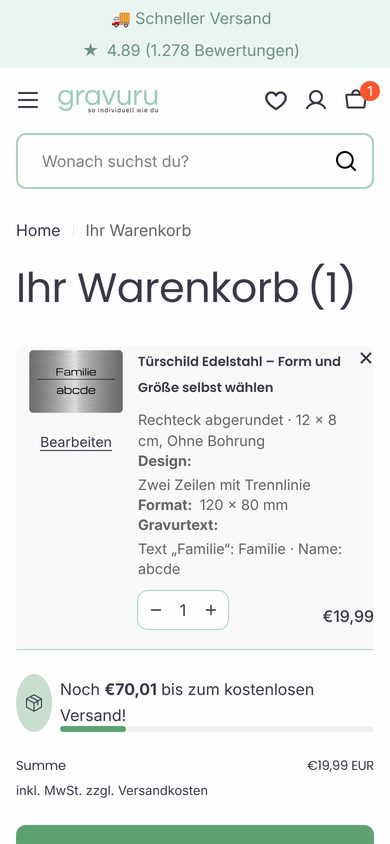 🚚 Schneller Versand
★ 4.89 (1.278 Bewertungen)
gravuru
so individuell wie du
1
Wonach suchst du?
Home
Ihr Warenkorb
Ihr Warenkorb (1)
Familie
abcde
Bearbeiten
Türschild Edelstahl – Form und
Größe selbst wählen
Rechteck abgerundet · 12 × 8
cm, Ohne Bohrung
Design:
Zwei Zeilen mit Trennlinie
Format: 120 × 80 mm
Gravurtext:
Text „Familie“: Familie · Name:
abcde
− 1 +
€19,99
Noch €70,01 bis zum kostenlosen
Versand!
Summe €19,99 EUR
inkl. MwSt. zzgl. Versandkosten